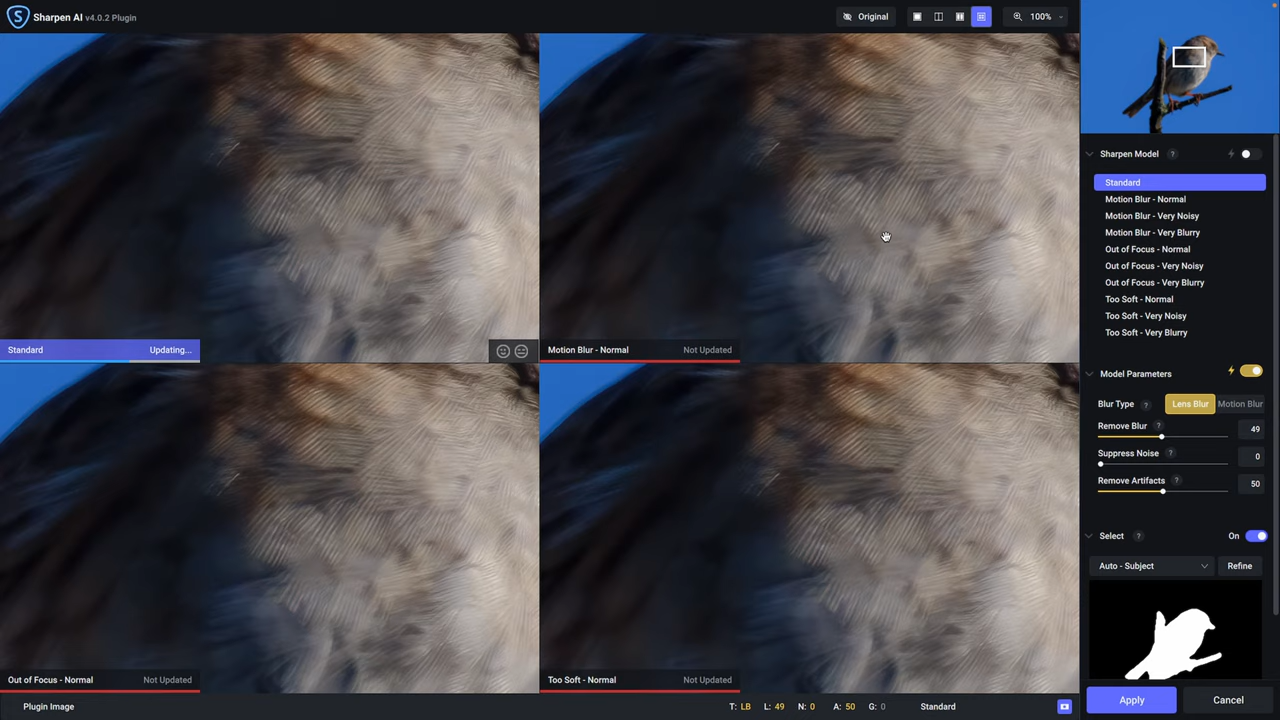 Sharpen AI v4.0.2 Plugin
Original
100%
Standard
Updating...
Motion Blur - Normal
Not Updated
Out of Focus - Normal
Not Updated
Too Soft - Normal
Not Updated
Sharpen Model ?
Standard
Motion Blur - Normal
Motion Blur - Very Noisy
Motion Blur - Very Blurry
Out of Focus - Normal
Out of Focus - Very Noisy
Out of Focus - Very Blurry
Too Soft - Normal
Too Soft - Very Noisy
Too Soft - Very Blurry
Model Parameters
Blur Type ? Lens Blur Motion Blur
Remove Blur ? 49
Suppress Noise ? 0
Remove Artifacts ? 50
Select ? On
Auto - Subject Refine
Apply Cancel
Plugin Image
T: LB L: 49 N: 0 A: 50 G: 0 Standard